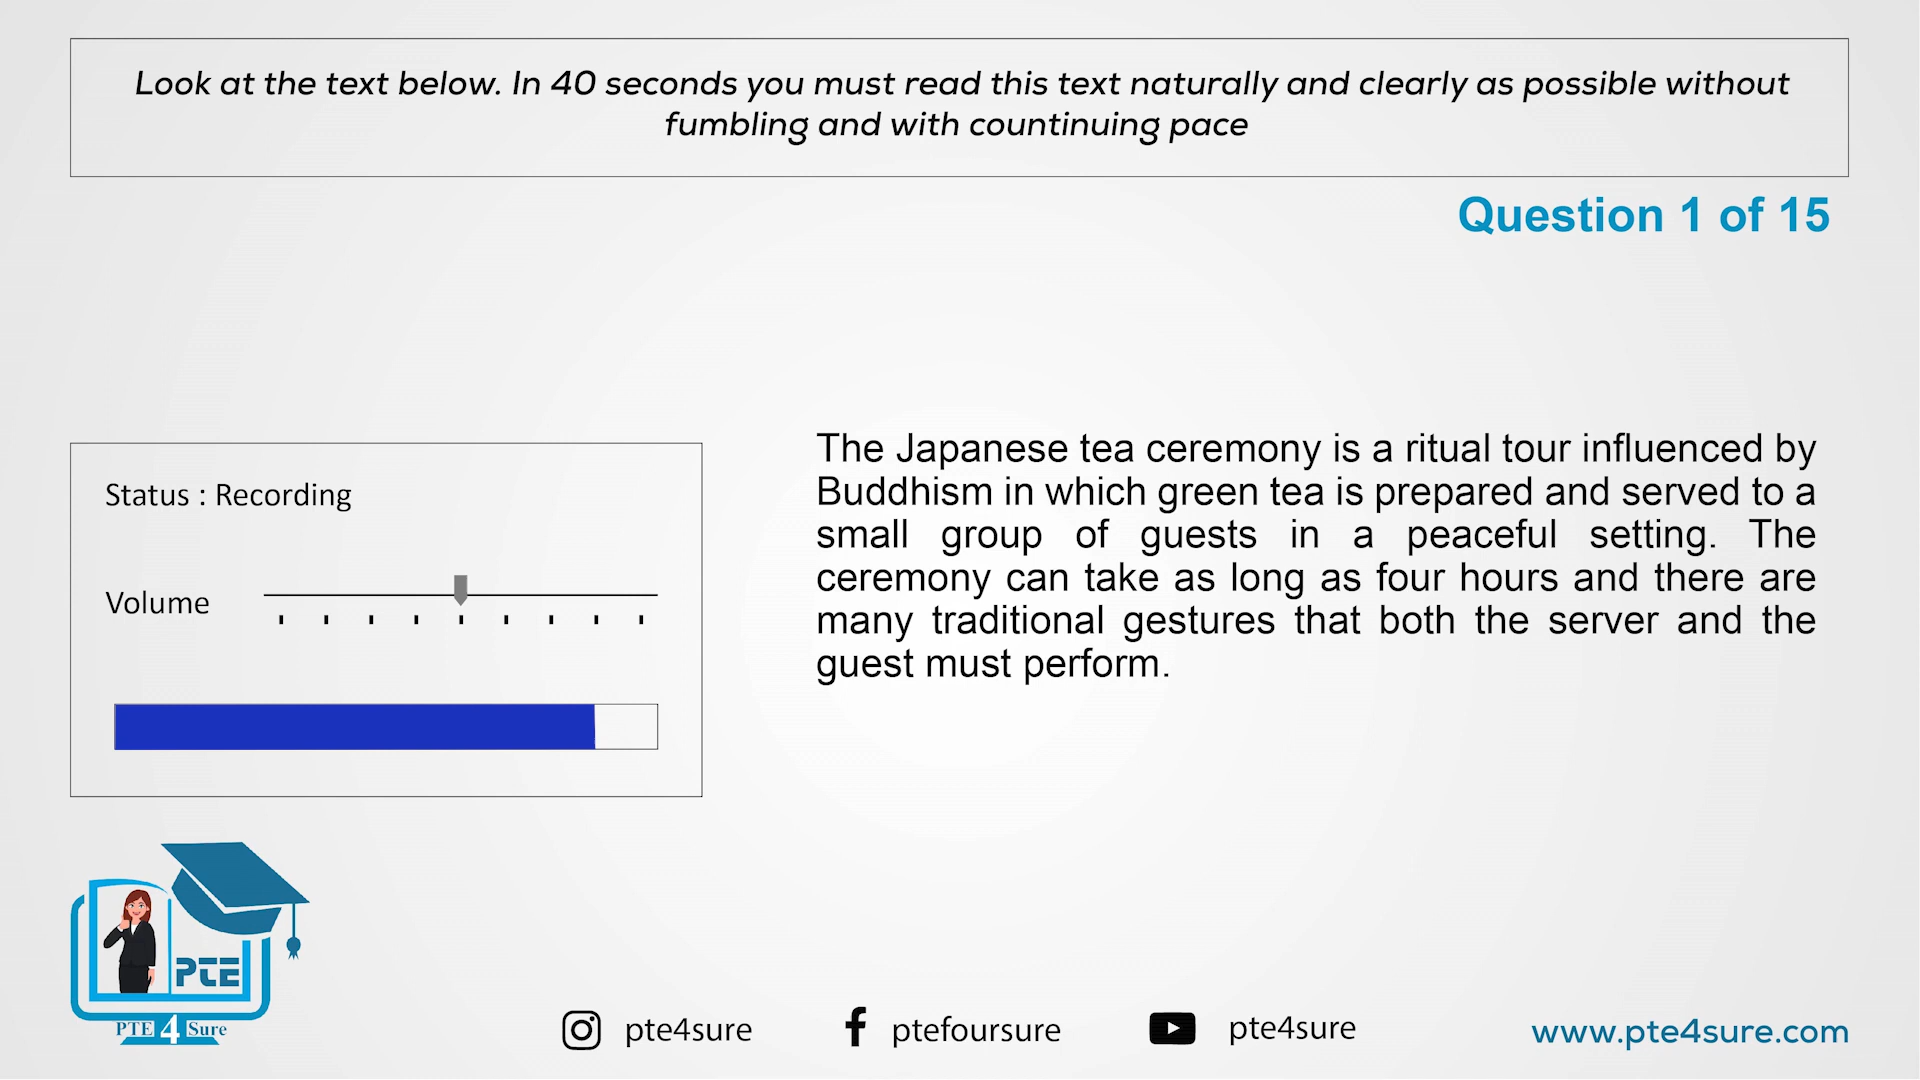 Look at the text below. In 40 seconds you must read this text naturally and clearly as possible without
fumbling and with countinuing pace
Question 1 of 15
Status : Recording
Volume
The Japanese tea ceremony is a ritual tour influenced by
Buddhism in which green tea is prepared and served to a
small group of guests in a peaceful setting. The
ceremony can take as long as four hours and there are
many traditional gestures that both the server and the
guest must perform.
PTE
PTE 4 Sure
pte4sure
ptefoursure
pte4sure
www.pte4sure.com